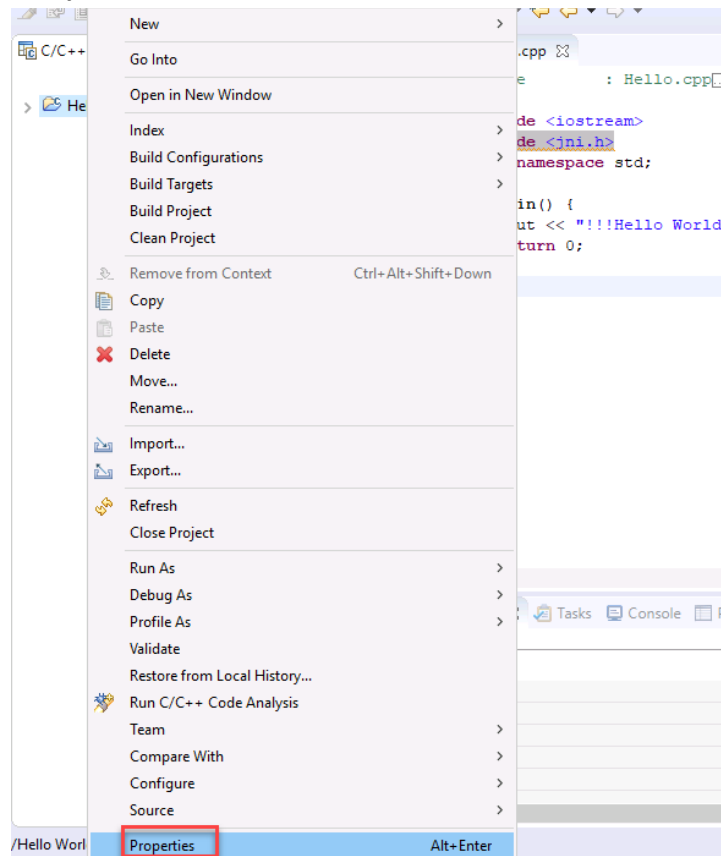 New
C/C++
.cpp
Go Into
e : Hello.cpp
Open in New Window
He
Index
de <iostream>
de <jni.h>
Build Configurations
namespace std;
Build Targets
Build Project
in() {
ut << "!!!Hello World
Clean Project
turn 0;
Remove from Context Ctrl+Alt+Shift+Down
Copy
Paste
Delete
Move...
Rename...
Import...
Export...
Refresh
Close Project
Run As
Debug As
Tasks Console
Profile As
Validate
Restore from Local History...
Run C/C++ Code Analysis
Team
Compare With
Configure
Source
/Hello Worl
Properties Alt+Enter